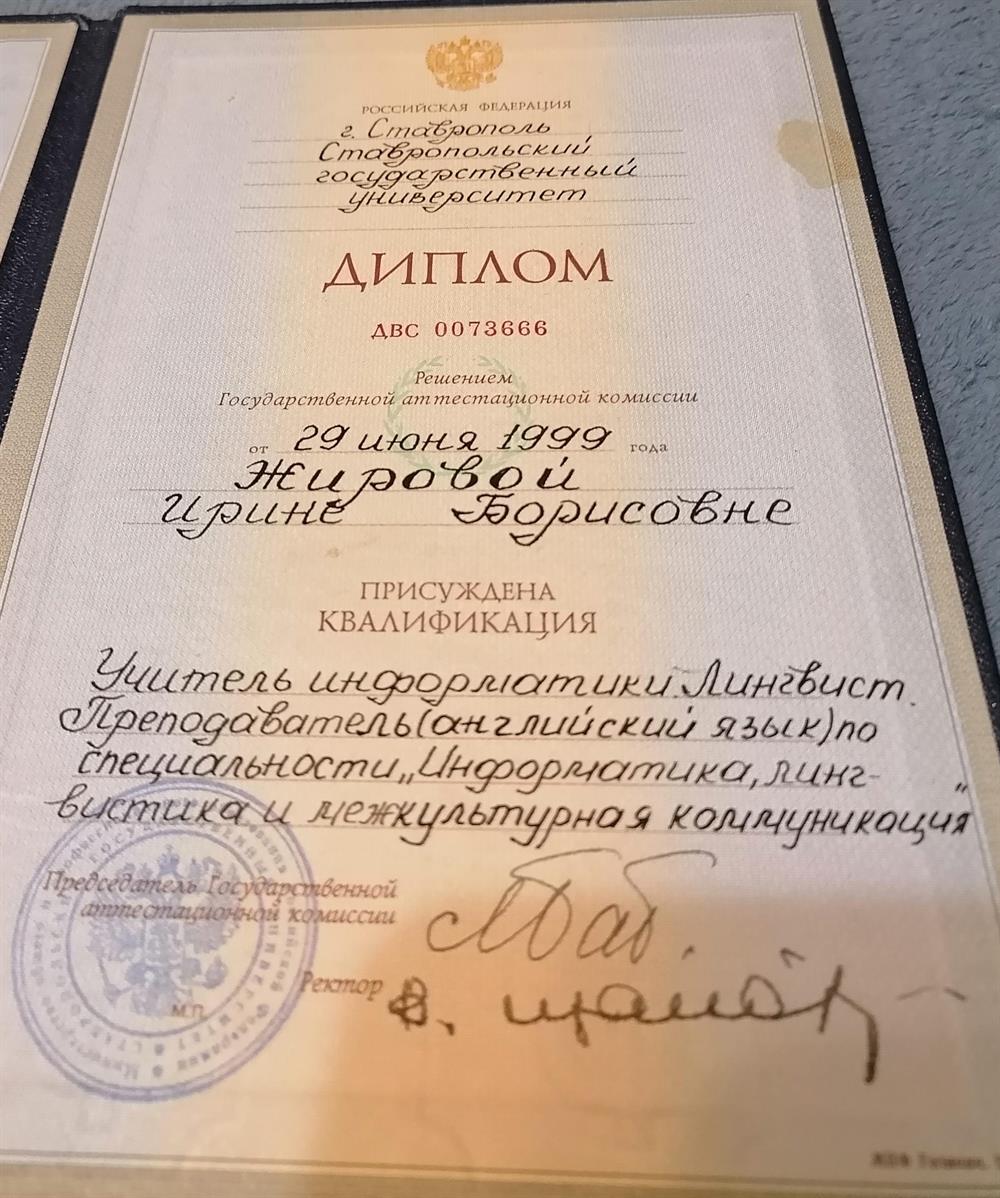 РОССИЙСКАЯ ФЕДЕРАЦИЯ
г. Ставрополь
Ставропольский
государственный
университет
ДИПЛОМ
ДВС 0073666
Решением
Государственной аттестационной комиссии
от 29 июня 1999 года
Жировой
Ирине Борисовне
ПРИСУЖДЕНА
КВАЛИФИКАЦИЯ
Учитель информатики. Лингвист.
Преподаватель (английский язык) по
специальности „Информатика, линг-
вистика и межкультурная коммуникация"
Председатель Государственной
аттестационной комиссии
Ректор
М.П.